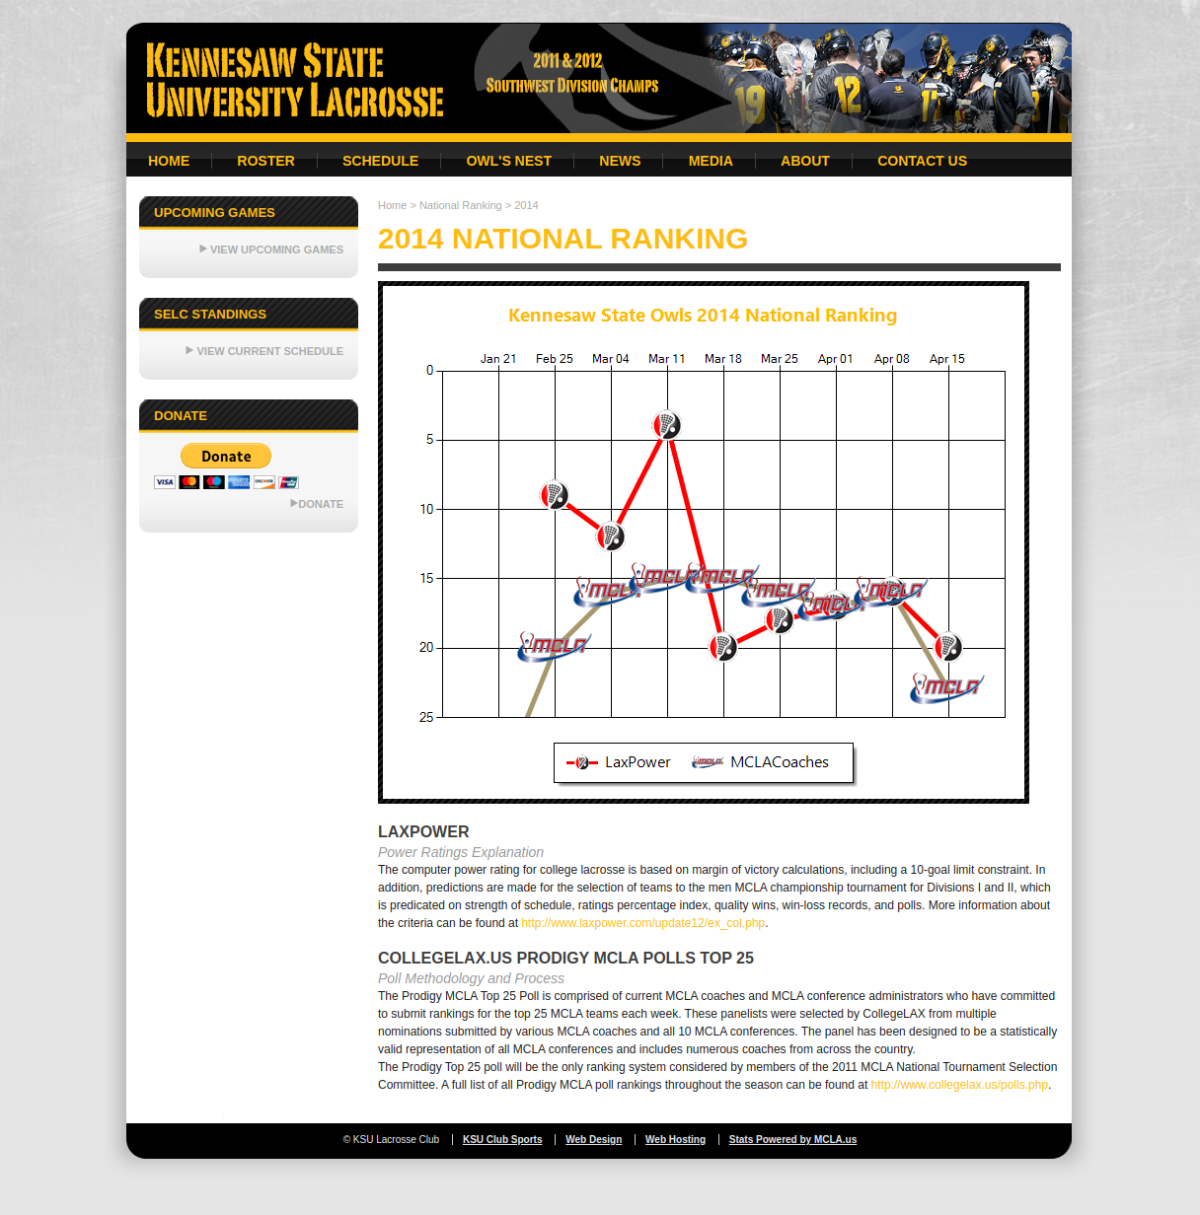 KENNESAW STATE
UNIVERSITY LACROSSE
2011 & 2012
SOUTHWEST DIVISION CHAMPS
HOME
ROSTER
SCHEDULE
OWL'S NEST
NEWS
MEDIA
ABOUT
CONTACT US
UPCOMING GAMES
VIEW UPCOMING GAMES
SELC STANDINGS
VIEW CURRENT SCHEDULE
DONATE
Donate
VISA
DONATE
Home > National Ranking > 2014
2014 NATIONAL RANKING
Kennesaw State Owls 2014 National Ranking
Jan 21 Feb 25 Mar 04 Mar 11 Mar 18 Mar 25 Apr 01 Apr 08 Apr 15
0
5
10
15
20
25
MCLA
MCLA
MCLA
MCLA
MCLA
MCLA
MCLA
MCLA
LaxPower MCLA MCLACoaches
LAXPOWER
Power Ratings Explanation
The computer power rating for college lacrosse is based on margin of victory calculations, including a 10-goal limit constraint. In
addition, predictions are made for the selection of teams to the men MCLA championship tournament for Divisions I and II, which
is predicated on strength of schedule, ratings percentage index, quality wins, win-loss records, and polls. More information about
the criteria can be found at http://www.laxpower.com/update12/ex_col.php.
COLLEGELAX.US PRODIGY MCLA POLLS TOP 25
Poll Methodology and Process
The Prodigy MCLA Top 25 Poll is comprised of current MCLA coaches and MCLA conference administrators who have committed
to submit rankings for the top 25 MCLA teams each week. These panelists were selected by CollegeLAX from multiple
nominations submitted by various MCLA coaches and all 10 MCLA conferences. The panel has been designed to be a statistically
valid representation of all MCLA conferences and includes numerous coaches from across the country.
The Prodigy Top 25 poll will be the only ranking system considered by members of the 2011 MCLA National Tournament Selection
Committee. A full list of all Prodigy MCLA poll rankings throughout the season can be found at http://www.collegelax.us/polls.php.
© KSU Lacrosse Club | KSU Club Sports | Web Design | Web Hosting | Stats Powered by MCLA.us